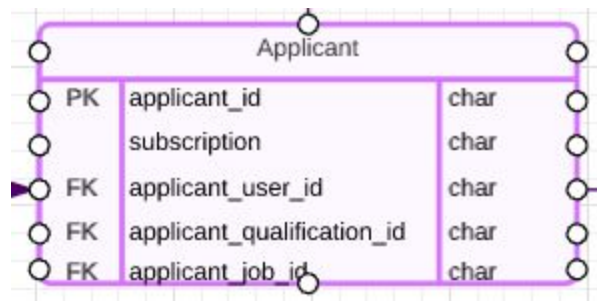 Applicant
PK applicant_id char
subscription char
FK applicant_user_id char
FK applicant_qualification_id char
FK applicant_job_id char